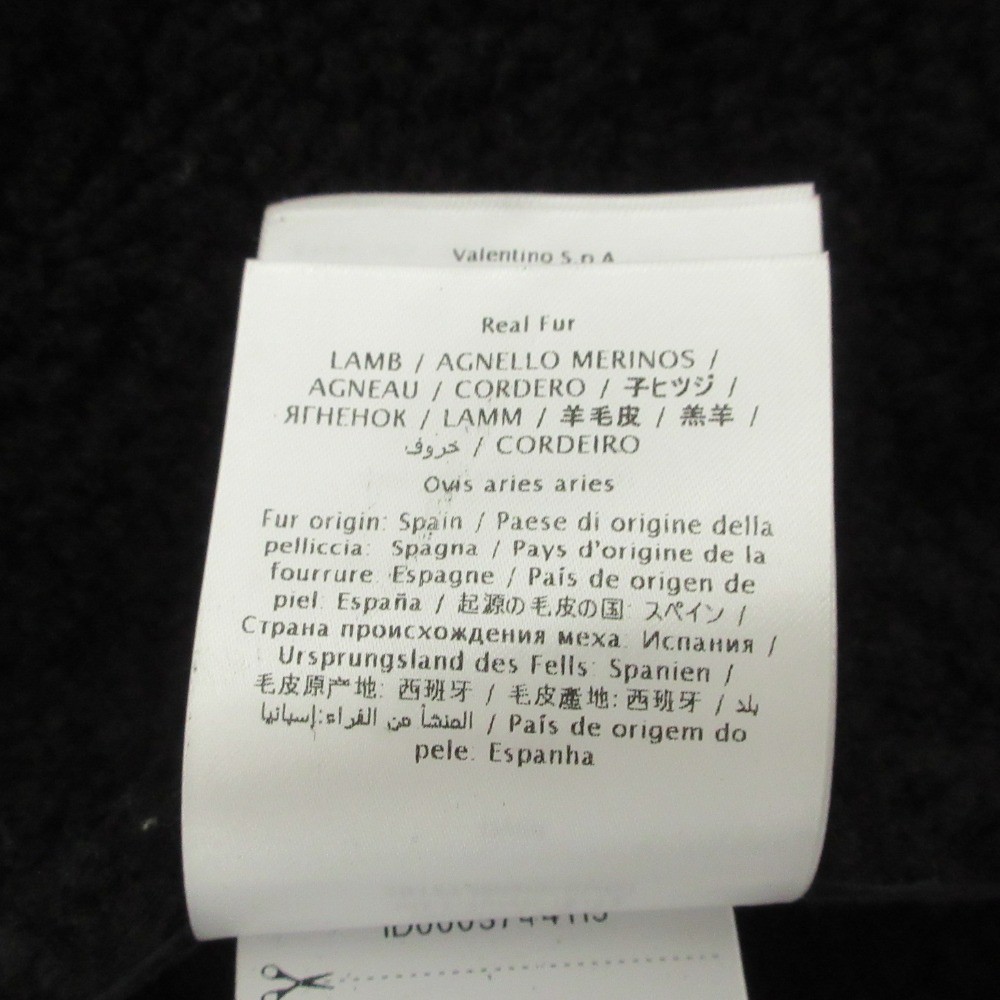 Valentino S.p.A.
Real Fur
LAMB / AGNELLO MERINOS /
AGNEAU / CORDERO / 子ヒツジ /
ЯГНЕНОК / LAMM / 羊毛皮 / 羔羊 /
خروف / CORDEIRO
Ovis aries aries
Fur origin: Spain / Paese di origine della
pelliccia: Spagna / Pays d'origine de la
fourrure: Espagne / País de origen de
piel: España / 起源の毛皮の国: スペイン /
Страна происхождения меха: Испания /
Ursprungsland des Fells: Spanien /
毛皮原产地: 西班牙 / 毛皮產地: 西班牙 / بلد
المنشأ من الفراء:إسبانيا / País de origem do
pele: Espanha